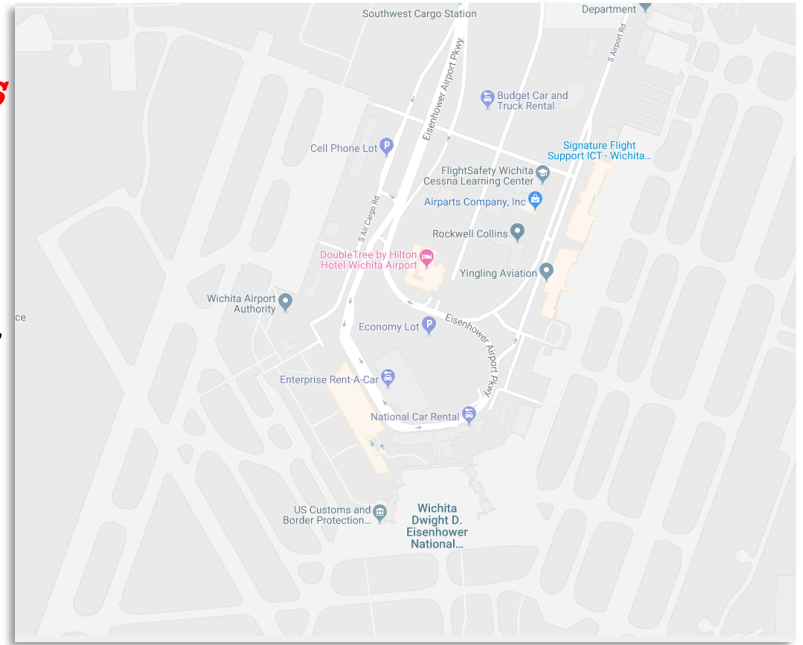 Southwest Cargo Station
Department
S Airport Rd
Eisenhower Airport Pkwy
s
Budget Car and
Truck Rental
Cell Phone Lot
Signature Flight
Support ICT - Wichita...
FlightSafety Wichita
Cessna Learning Center
Airparts Company, Inc
S Air Cargo Rd
Rockwell Collins
DoubleTree by Hilton
Hotel Wichita Airport
Yingling Aviation
Wichita Airport
Authority
ce
,
Economy Lot
Eisenhower Airport Pkwy
Enterprise Rent-A-Car
National Car Rental
US Customs and
Border Protection...
Wichita
Dwight D.
Eisenhower
National...